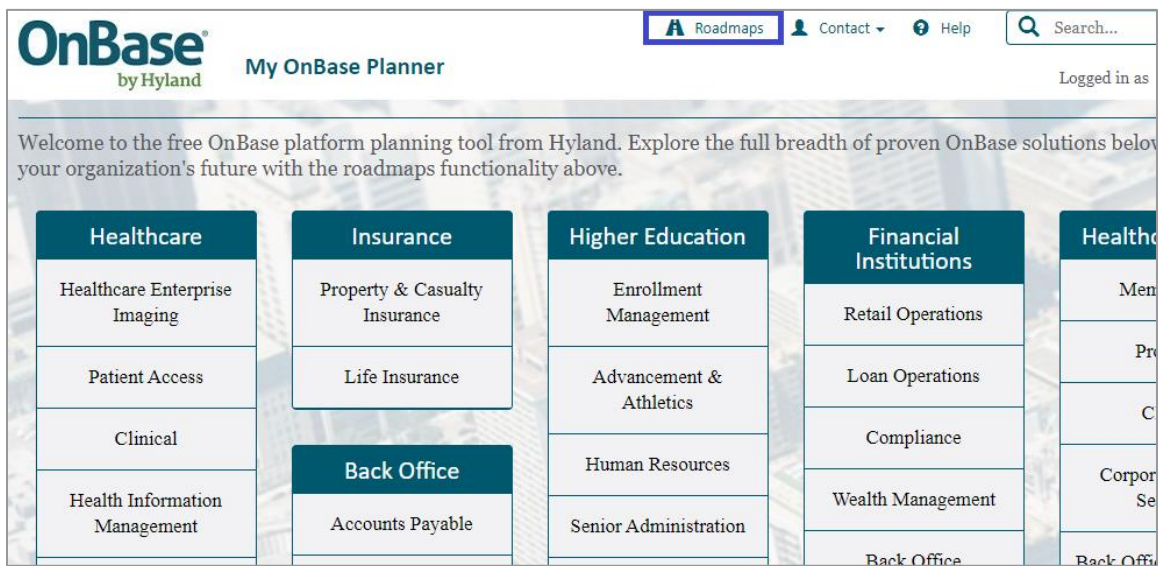 Roadmaps Contact Help Search...
OnBase®
by Hyland
My OnBase Planner
Logged in as
Welcome to the free OnBase platform planning tool from Hyland. Explore the full breadth of proven OnBase solutions
your organization's future with the roadmaps functionality above.
Healthcare
Healthcare Enterprise
Imaging
Patient Access
Clinical
Health Information
Management
Insurance
Property & Casualty
Insurance
Life Insurance
Back Office
Accounts Payable
Higher Education
Enrollment
Management
Advancement &
Athletics
Human Resources
Senior Administration
Financial
Institutions
Retail Operations
Loan Operations
Compliance
Wealth Management
Back Office